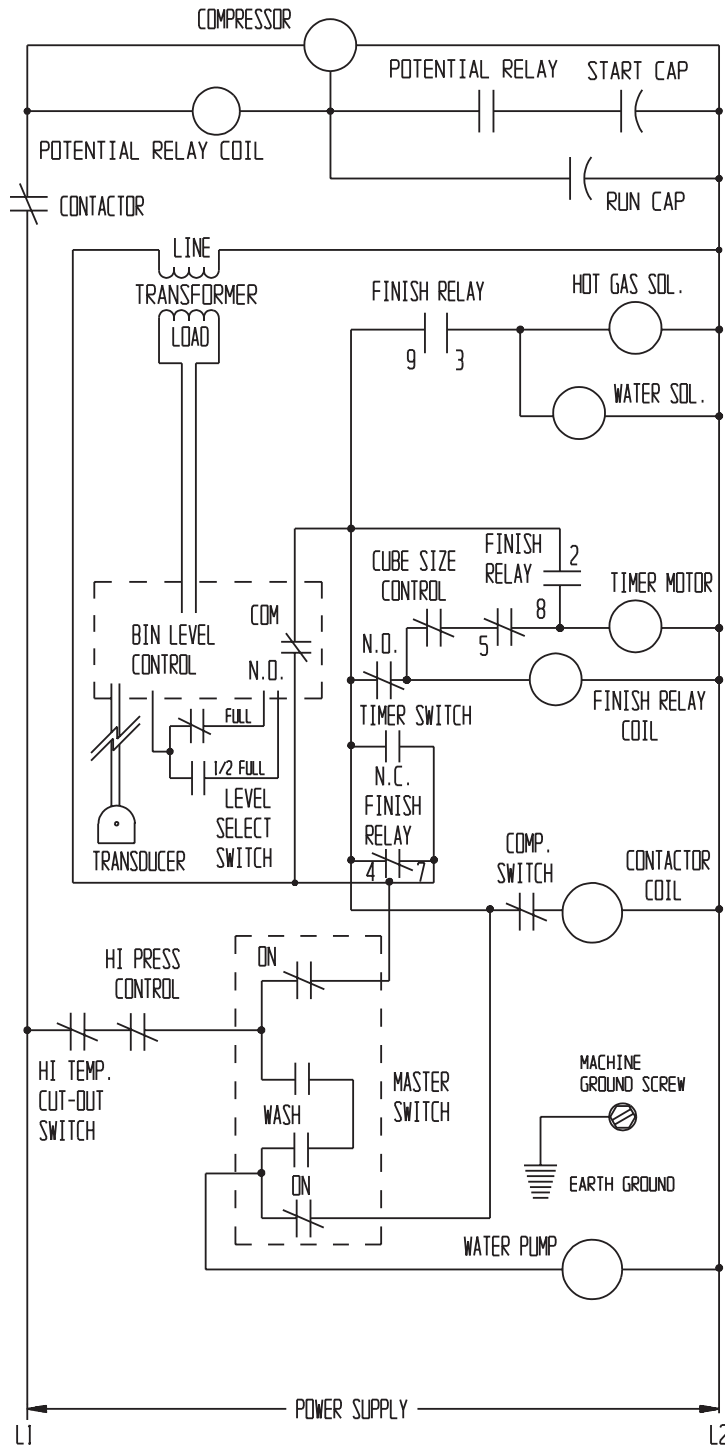 COMPRESSOR
POTENTIAL RELAY
START CAP
POTENTIAL RELAY COIL
CONTACTOR
RUN CAP
LINE
TRANSFORMER
LOAD
FINISH RELAY
HOT GAS SOL.
9
3
WATER SOL.
CUBE SIZE
CONTROL
FINISH
RELAY
2
8
5
TIMER MOTOR
COM
BIN LEVEL
CONTROL
N.O.
N.O.
TIMER SWITCH
FINISH RELAY
COIL
FULL
1/2 FULL
LEVEL
SELECT
SWITCH
TRANSDUCER
N.C.
FINISH
RELAY
4
7
COMP.
SWITCH
CONTACTOR
COIL
HI PRESS
CONTROL
ON
HI TEMP.
CUT-OUT
SWITCH
WASH
MASTER
SWITCH
ON
MACHINE
GROUND SCREW
EARTH GROUND
WATER PUMP
POWER SUPPLY
L1
L2